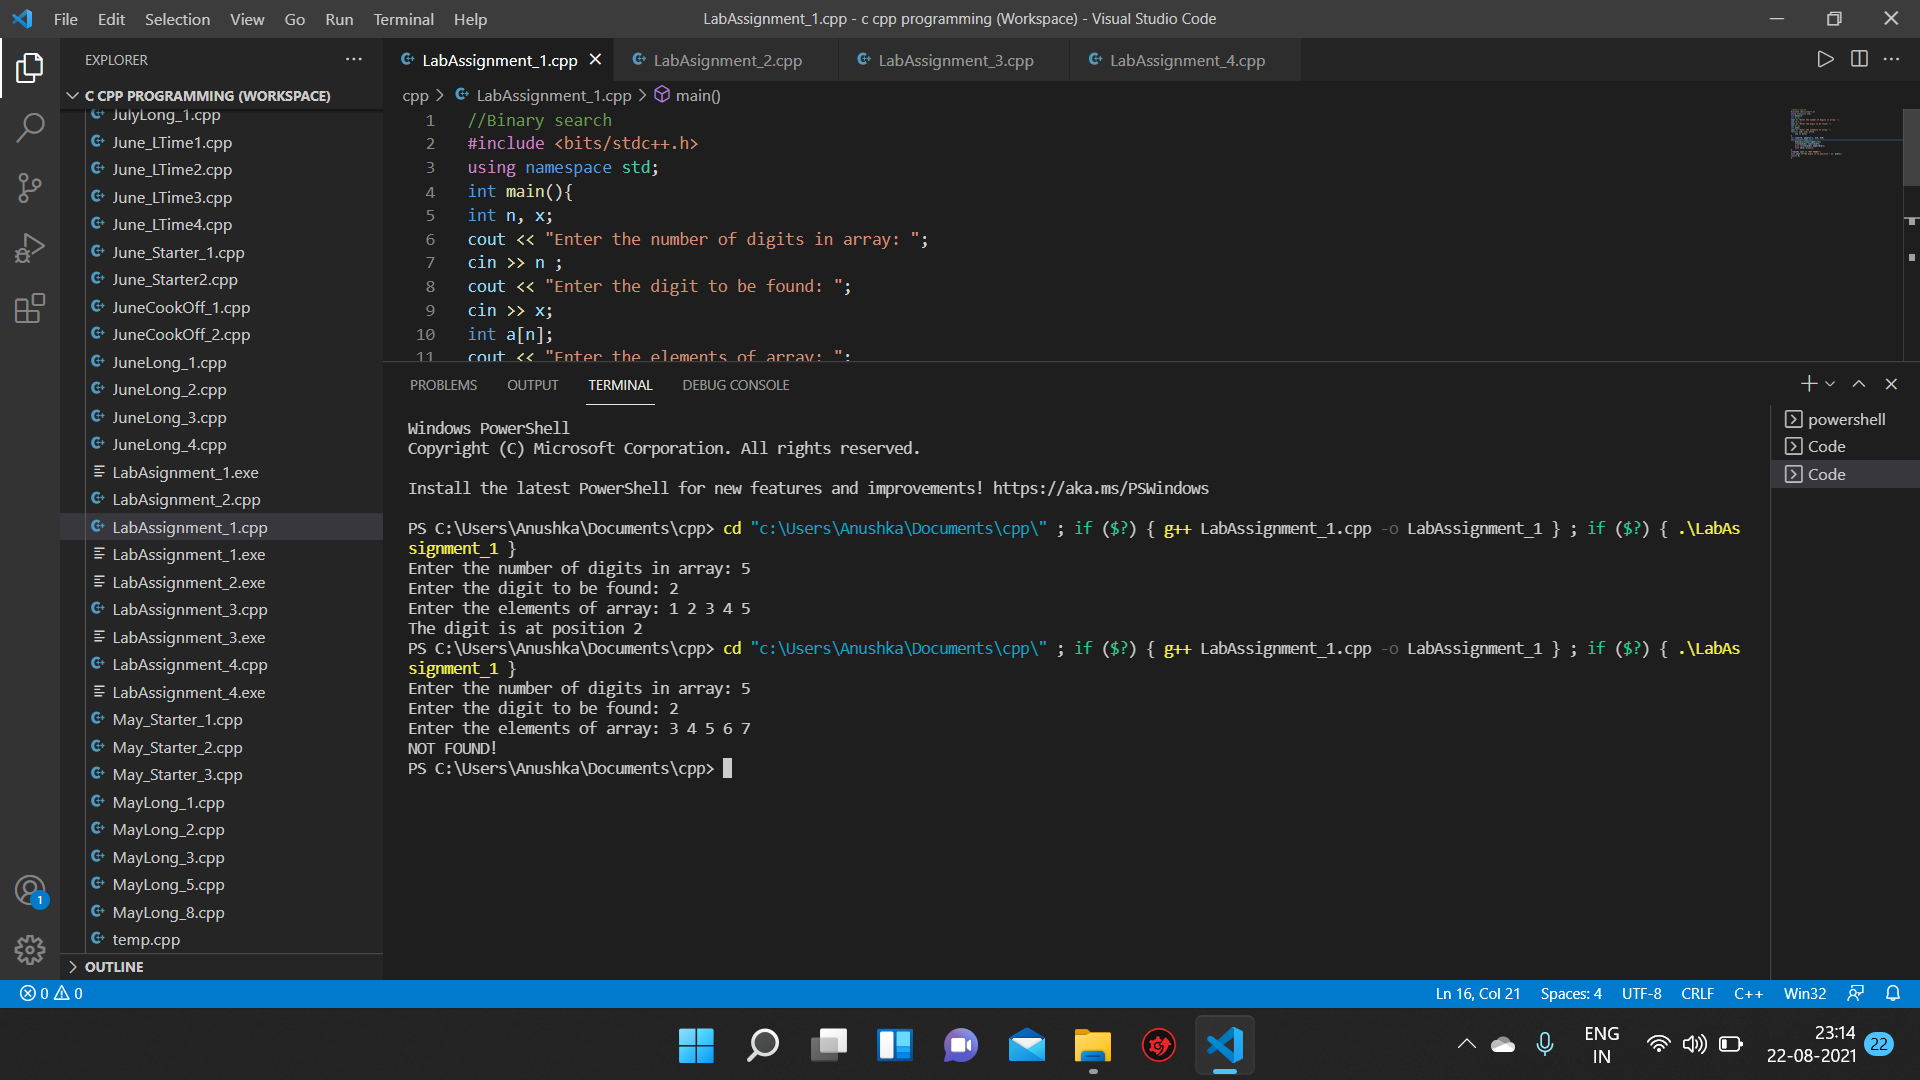 File Edit Selection View Go Run Terminal Help
LabAssignment_1.cpp - c cpp programming (Workspace) - Visual Studio Code
EXPLORER
C CPP PROGRAMMING (WORKSPACE)
JulyLong_1.cpp
June_LTime1.cpp
June_LTime2.cpp
June_LTime3.cpp
June_LTime4.cpp
June_Starter_1.cpp
June_Starter2.cpp
JuneCookOff_1.cpp
JuneCookOff_2.cpp
JuneLong_1.cpp
JuneLong_2.cpp
JuneLong_3.cpp
JuneLong_4.cpp
LabAsignment_1.exe
LabAsignment_2.cpp
LabAssignment_1.cpp
LabAssignment_1.exe
LabAssignment_2.exe
LabAssignment_3.cpp
LabAssignment_3.exe
LabAssignment_4.cpp
LabAssignment_4.exe
May_Starter_1.cpp
May_Starter_2.cpp
May_Starter_3.cpp
MayLong_1.cpp
MayLong_2.cpp
MayLong_3.cpp
MayLong_5.cpp
MayLong_8.cpp
temp.cpp
OUTLINE
LabAssignment_1.cpp LabAsignment_2.cpp LabAssignment_3.cpp LabAssignment_4.cpp
cpp > LabAssignment_1.cpp > main()
1 //Binary search
2 #include <bits/stdc++.h>
3 using namespace std;
4 int main(){
5 int n, x;
6 cout << "Enter the number of digits in array: ";
7 cin >> n ;
8 cout << "Enter the digit to be found: ";
9 cin >> x;
10 int a[n];
11 cout << "Enter the elements of array: ";
PROBLEMS OUTPUT TERMINAL DEBUG CONSOLE
Windows PowerShell
Copyright (C) Microsoft Corporation. All rights reserved.
Install the latest PowerShell for new features and improvements! https://aka.ms/PSWindows
PS C:\Users\Anushka\Documents\cpp> cd "c:\Users\Anushka\Documents\cpp\" ; if ($?) { g++ LabAssignment_1.cpp -o LabAssignment_1 } ; if ($?) { .\LabAs
signment_1 }
Enter the number of digits in array: 5
Enter the digit to be found: 2
Enter the elements of array: 1 2 3 4 5
The digit is at position 2
PS C:\Users\Anushka\Documents\cpp> cd "c:\Users\Anushka\Documents\cpp\" ; if ($?) { g++ LabAssignment_1.cpp -o LabAssignment_1 } ; if ($?) { .\LabAs
signment_1 }
Enter the number of digits in array: 5
Enter the digit to be found: 2
Enter the elements of array: 3 4 5 6 7
NOT FOUND!
PS C:\Users\Anushka\Documents\cpp>
powershell
Code
Code
1
0 0
Ln 16, Col 21 Spaces: 4 UTF-8 CRLF C++ Win32
ENG
IN
23:14
22-08-2021
22